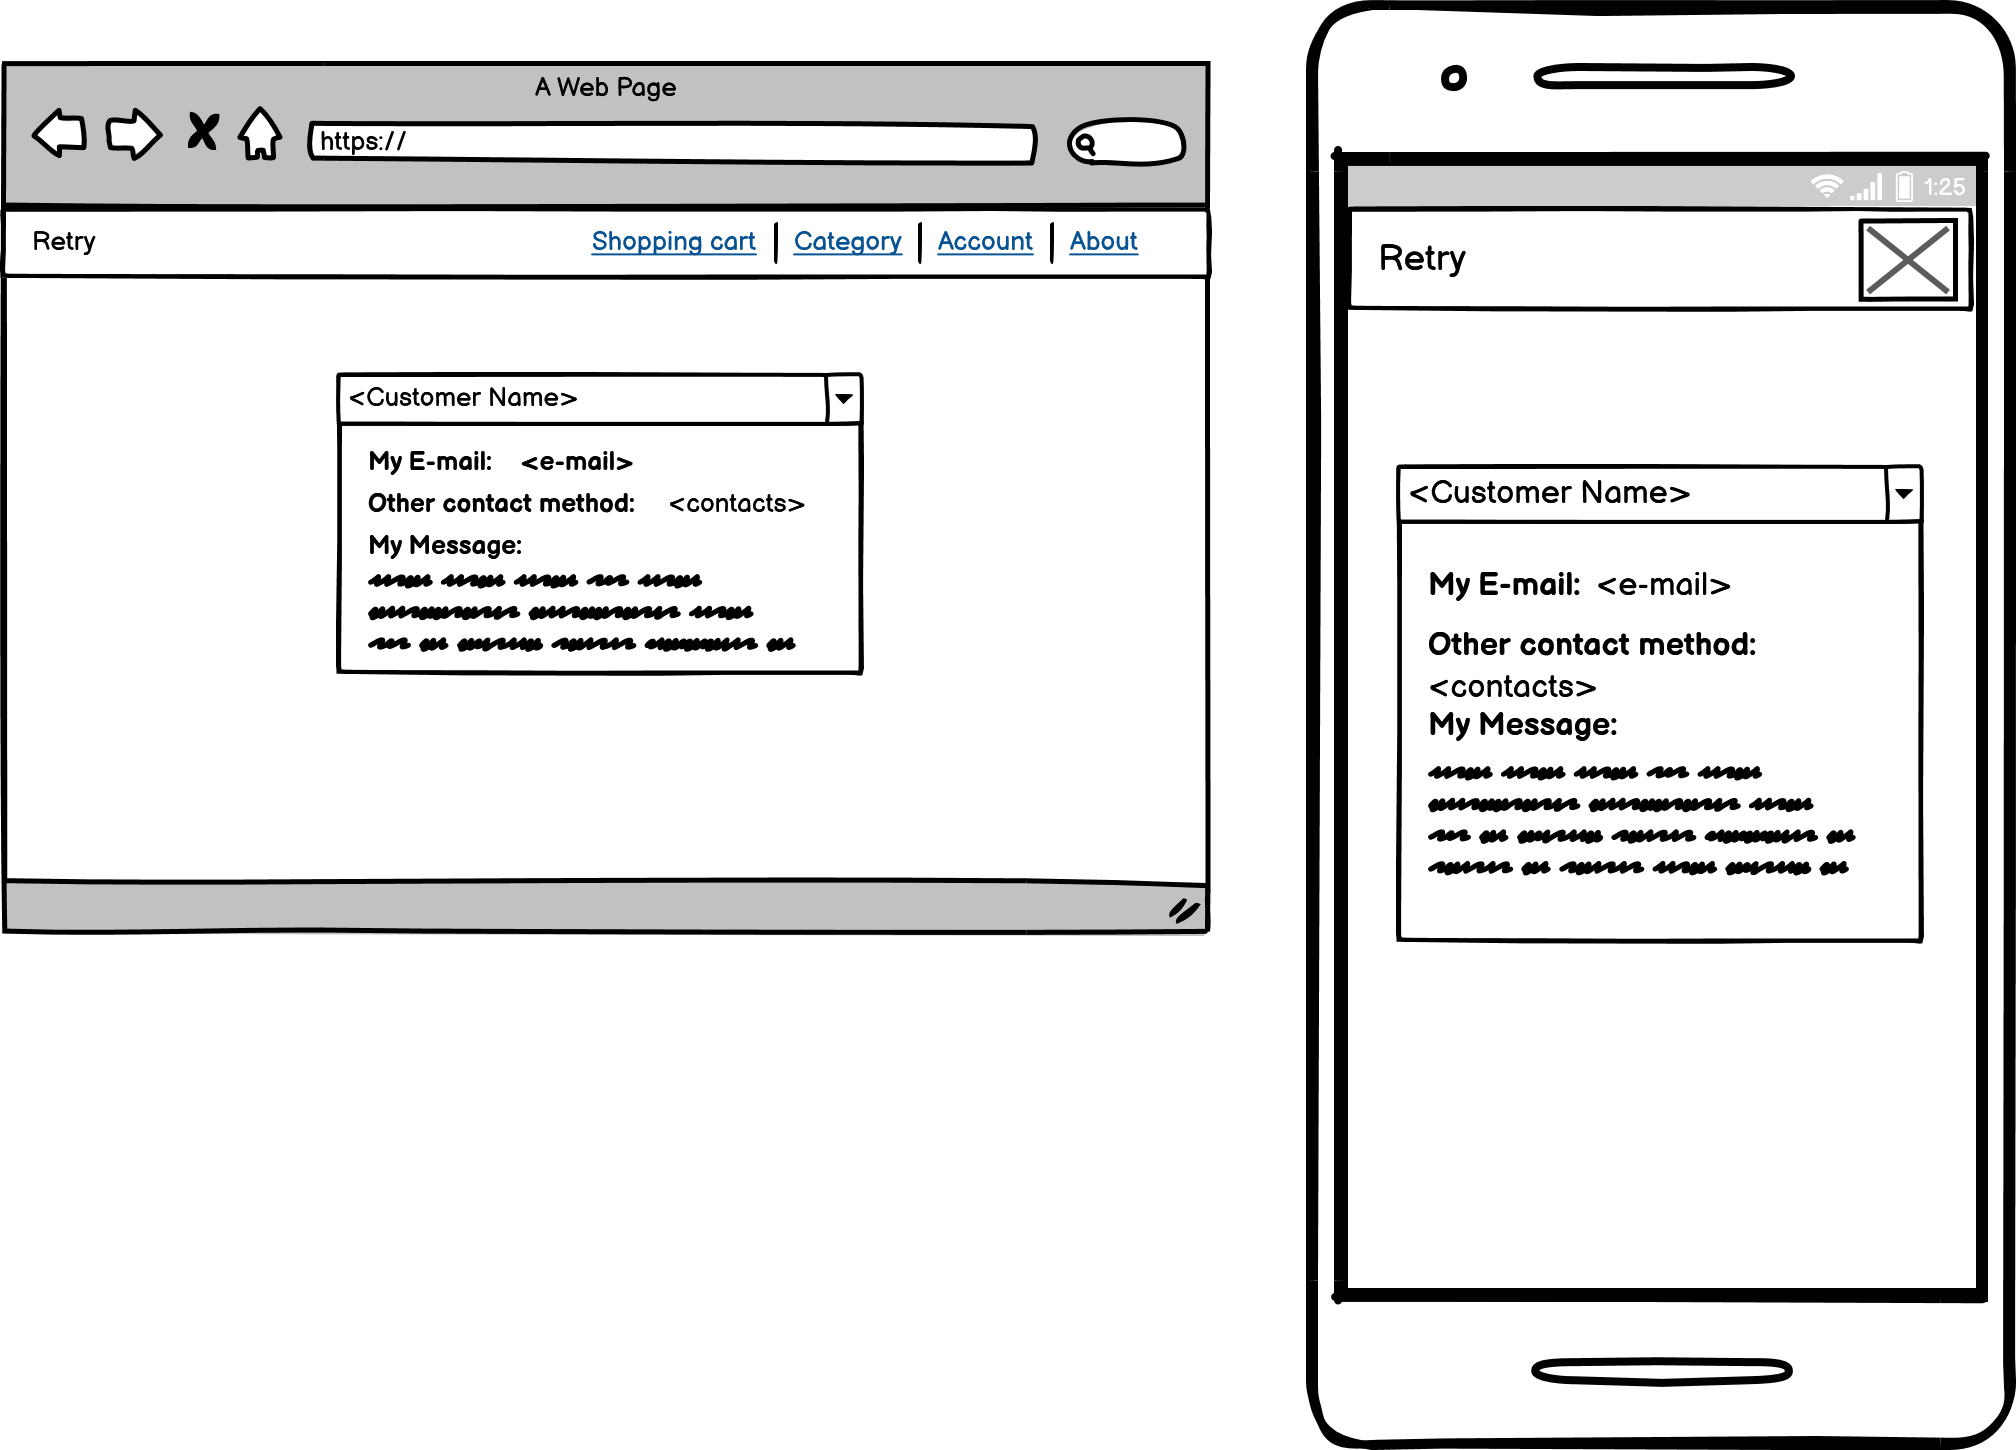 A Web Page
https://
Retry
Shopping cart
Category
Account
About
<Customer Name>
My E-mail: <e-mail>
Other contact method: <contacts>
My Message:
1:25
Retry
<Customer Name>
My E-mail: <e-mail>
Other contact method:
<contacts>
My Message: